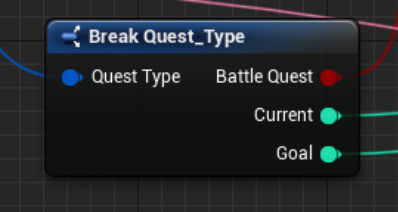 Break Quest_Type
Quest Type Battle Quest
Current
Goal